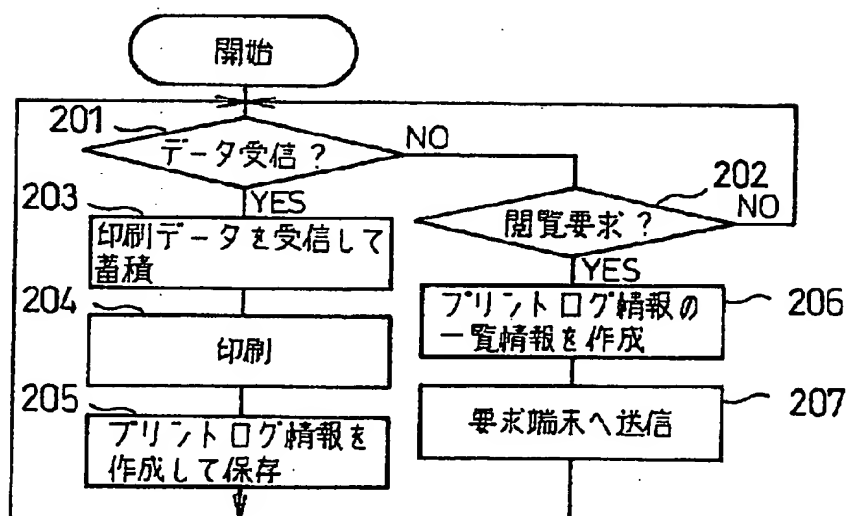 開始
201
データ受信?
NO
YES
202
閲覧要求?
NO
YES
203
印刷データを受信して
蓄積
204
印刷
205
プリントログ情報を
作成して保存
プリントログ情報の
一覧情報を作成
206
要求端末へ送信
207